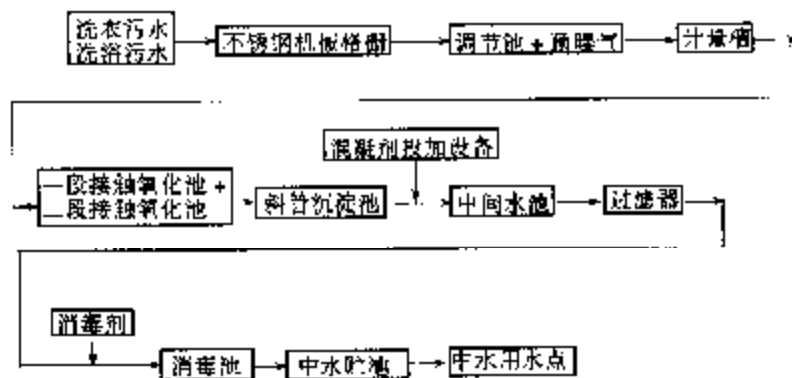 洗衣污水
洗浴污水
不锈钢机械格栅
调节池+预曝气
计量槽
混凝剂投加设备
一段接触氧化池+
二段接触氧化池
斜管沉淀池
中间水池
过滤器
消毒剂
消毒池
中水贮池
中水用水点